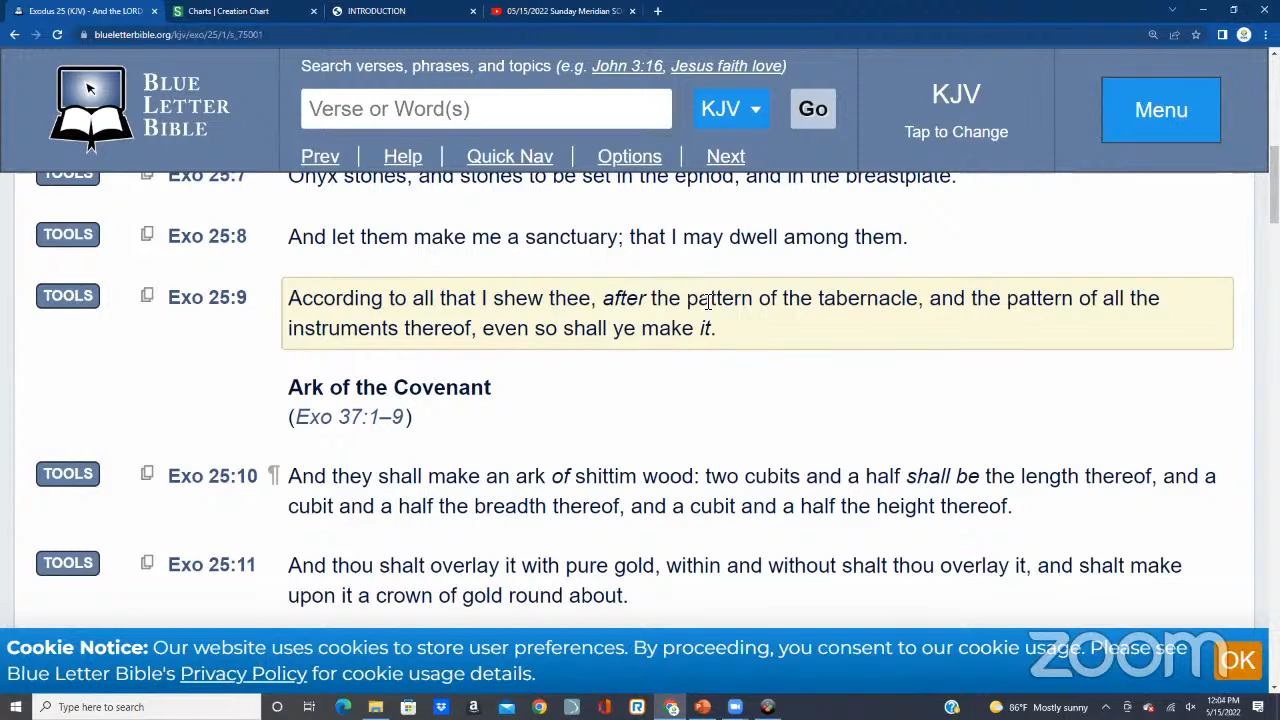 Exodus 25 (KJV) - And the LORD
Charts | Creation Chart
INTRODUCTION
05/15/2022 Sunday Meridian SO
blueletterbible.org/kjv/exo/25/1/s_75001
BLUE
LETTER
BIBLE
Search verses, phrases, and topics (e.g. John 3:16, Jesus faith love)
Verse or Word(s)
KJV
Go
Prev
Help
Quick Nav
Options
Next
KJV
Tap to Change
Menu
TOOLS
Exo 25:7
Onyx stones, and stones to be set in the ephod, and in the breastplate.
TOOLS
Exo 25:8
And let them make me a sanctuary; that I may dwell among them.
TOOLS
Exo 25:9
According to all that I shew thee, after the pattern of the tabernacle, and the pattern of all the
instruments thereof, even so shall ye make it.
Ark of the Covenant
(Exo 37:1–9)
TOOLS
Exo 25:10
¶ And they shall make an ark of shittim wood: two cubits and a half shall be the length thereof, and a
cubit and a half the breadth thereof, and a cubit and a half the height thereof.
TOOLS
Exo 25:11
And thou shalt overlay it with pure gold, within and without shalt thou overlay it, and shalt make
upon it a crown of gold round about.
Cookie Notice: Our website uses cookies to store user preferences. By proceeding, you consent to our cookie usage. Please see
Blue Letter Bible's Privacy Policy for cookie usage details.
OK
zoom
Type here to search
86°F Mostly sunny
12:04 PM
5/15/2022